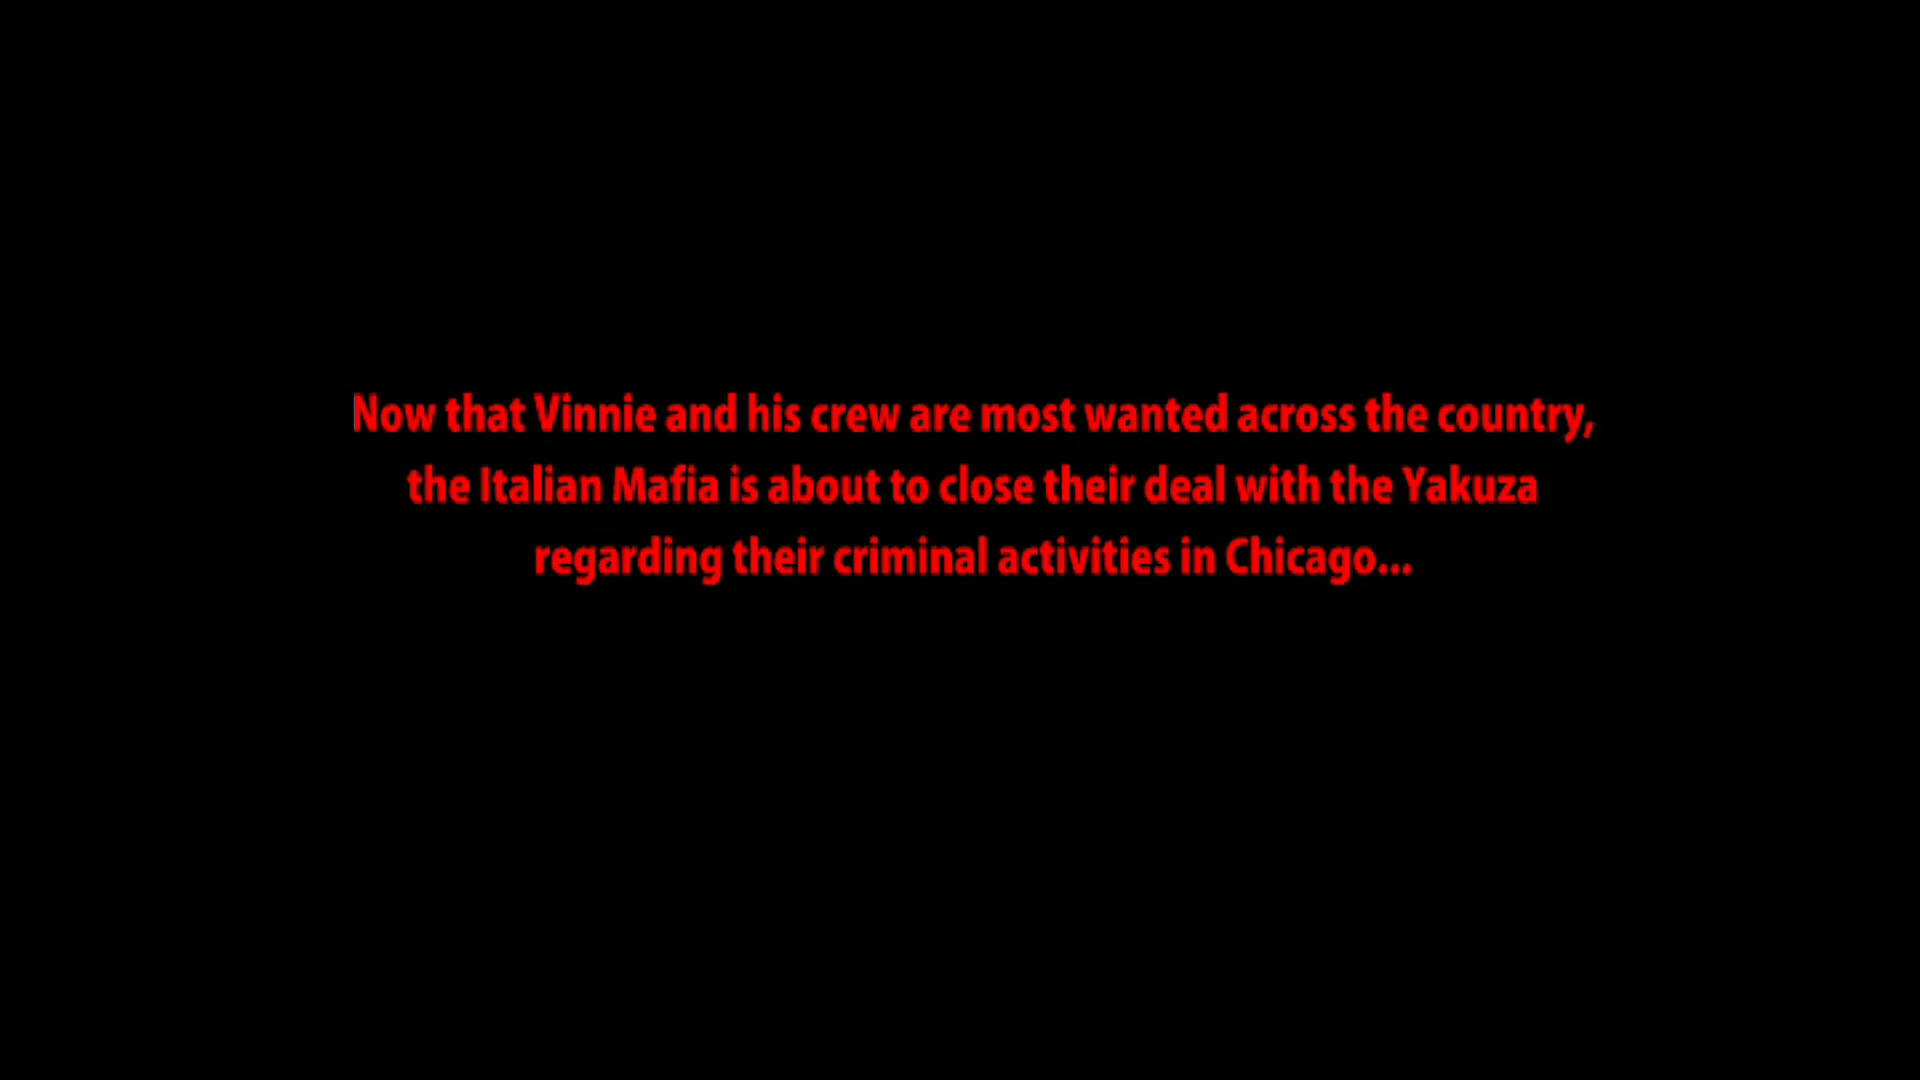 Now that Vinnie and his crew are most wanted across the country,
the Italian Mafia is about to close their deal with the Yakuza
regarding their criminal activities in Chicago...